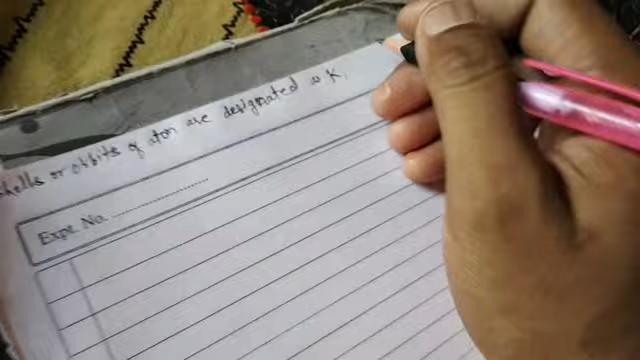 shells or orbits of atom are designated as K,
Expt. No.